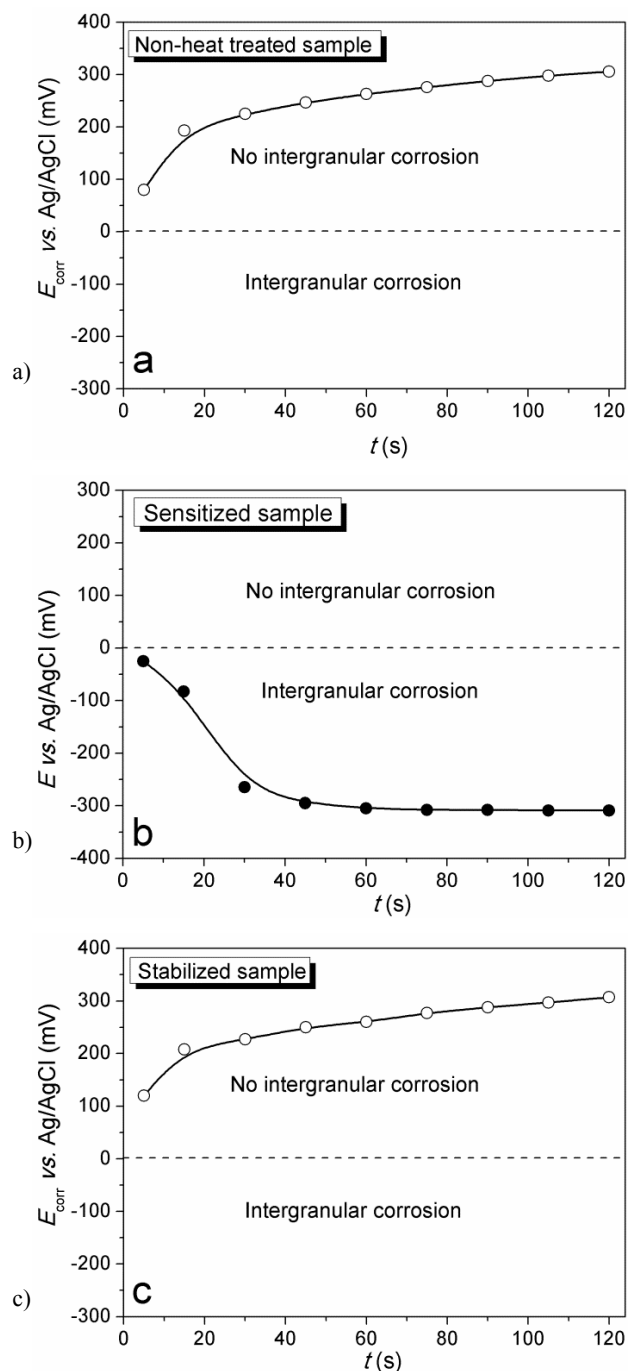 Non-heat treated sample
400
300
200
100
0
-100
-200
-300
E_corr vs. Ag/AgCl (mV)
No intergranular corrosion
Intergranular corrosion
a
a)
0 20 40 60 80 100 120
t (s)
Sensitized sample
300
200
100
0
-100
-200
-300
-400
E vs. Ag/AgCl (mV)
No intergranular corrosion
Intergranular corrosion
b
b)
0 20 40 60 80 100 120
t (s)
Stabilized sample
400
300
200
100
0
-100
-200
-300
E_corr vs. Ag/AgCl (mV)
No intergranular corrosion
Intergranular corrosion
c
c)
0 20 40 60 80 100 120
t (s)